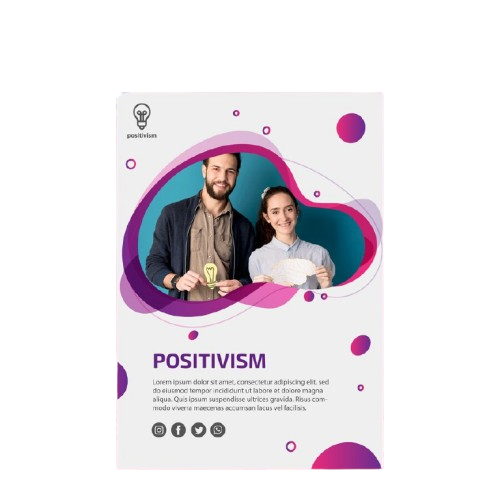 positivism
POSITIVISM
Lorem ipsum dolor sit amet, consectetur adipiscing elit, sed
do eiusmod tempor incididunt ut labore et dolore magna
aliqua. Quis ipsum suspendisse ultrices gravida. Risus com-
modo viverra maecenas accumsan lacus vel facilisis.